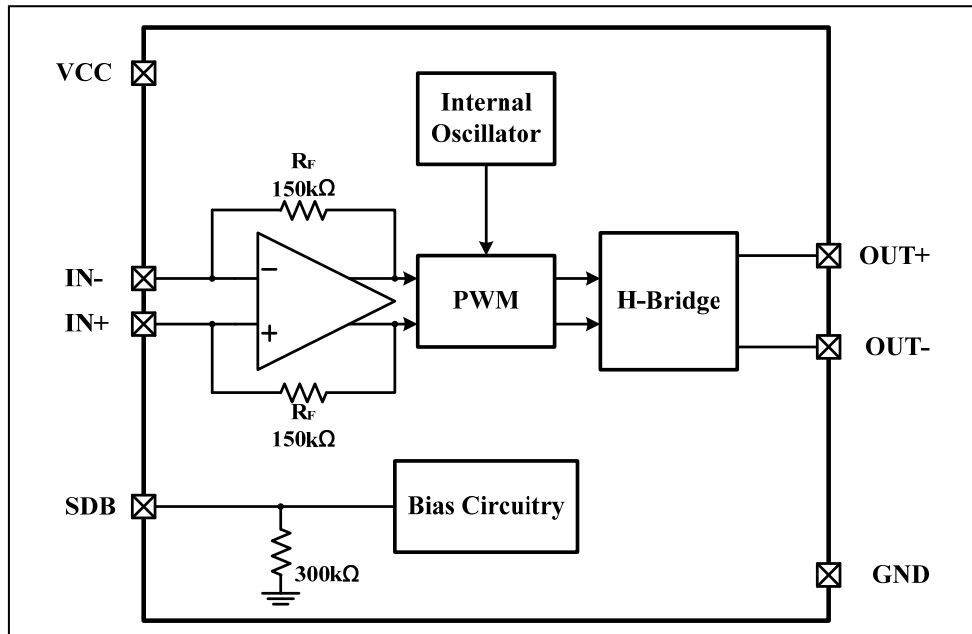 VCC
Internal
Oscillator
RF
150kΩ
IN-
IN+
−
+
PWM
H-Bridge
OUT+
OUT-
RF
150kΩ
SDB
Bias Circuitry
300kΩ
GND